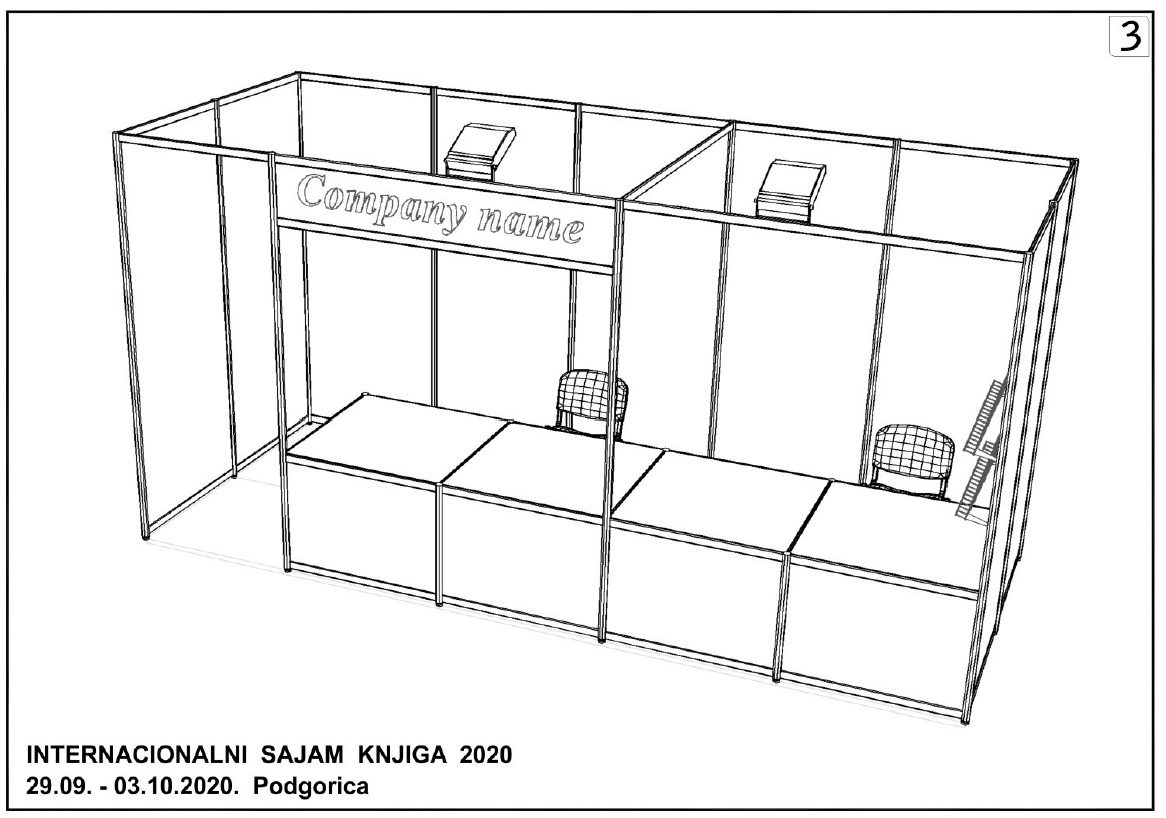 3
Company name
INTERNACIONALNI SAJAM KNJIGA 2020
29.09. - 03.10.2020. Podgorica